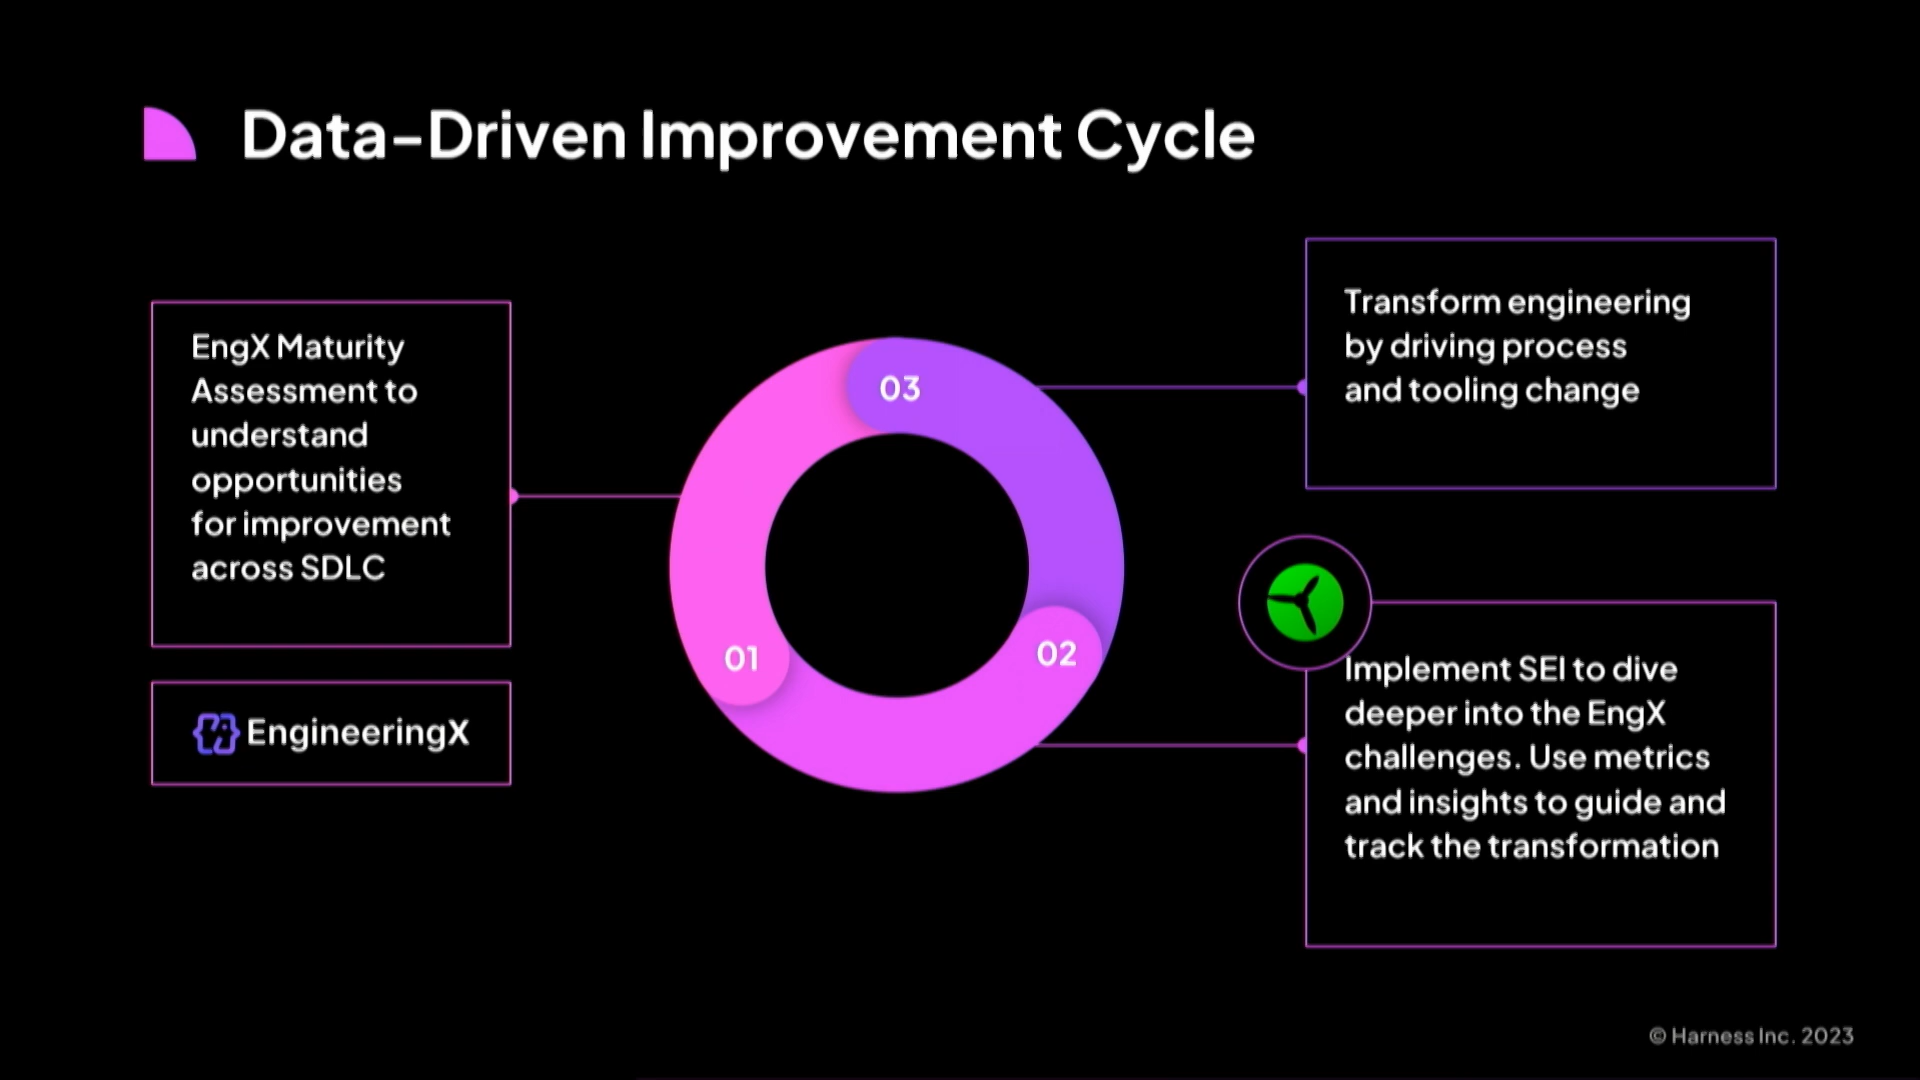 Data-Driven Improvement Cycle
EngX Maturity
Assessment to
understand
opportunities
for improvement
across SDLC
EngineeringX
01
02
03
Transform engineering
by driving process
and tooling change
Implement SEI to dive
deeper into the EngX
challenges. Use metrics
and insights to guide and
track the transformation
© Harness Inc. 2023